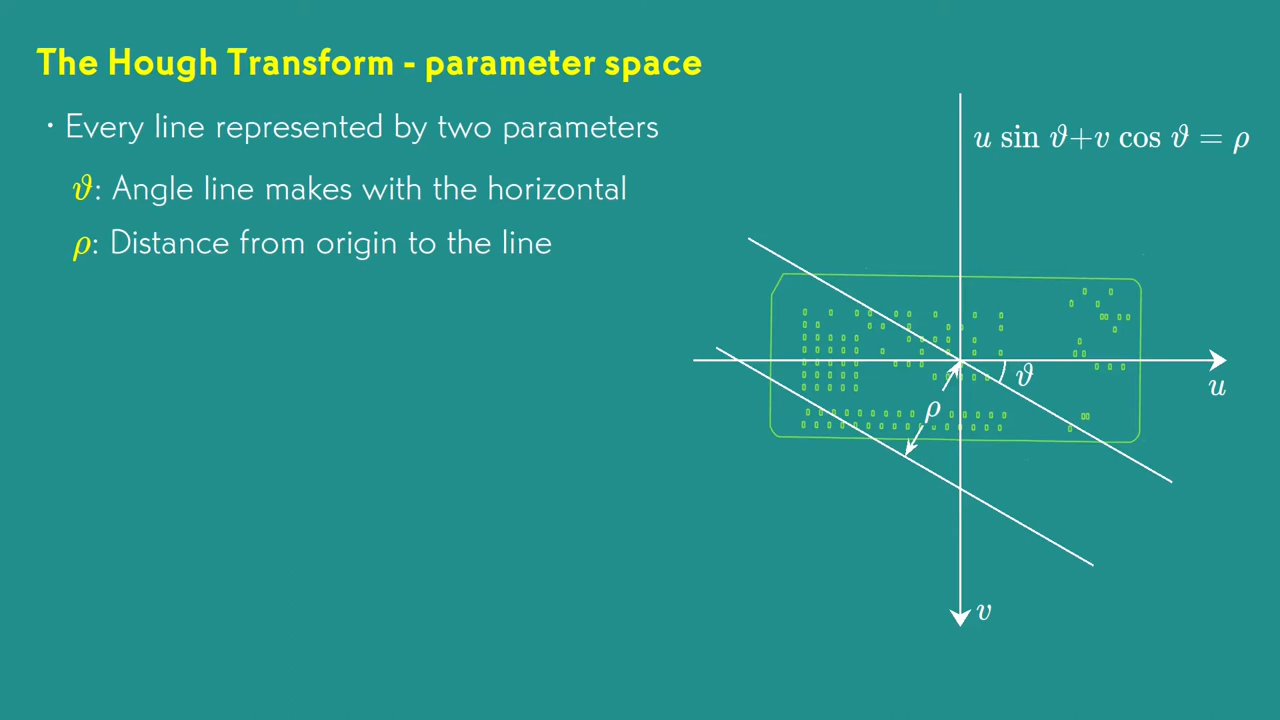 The Hough Transform - parameter space
• Every line represented by two parameters
ϑ: Angle line makes with the horizontal
ρ: Distance from origin to the line
u sin ϑ+v cos ϑ = ρ
ϑ
u
ρ
v